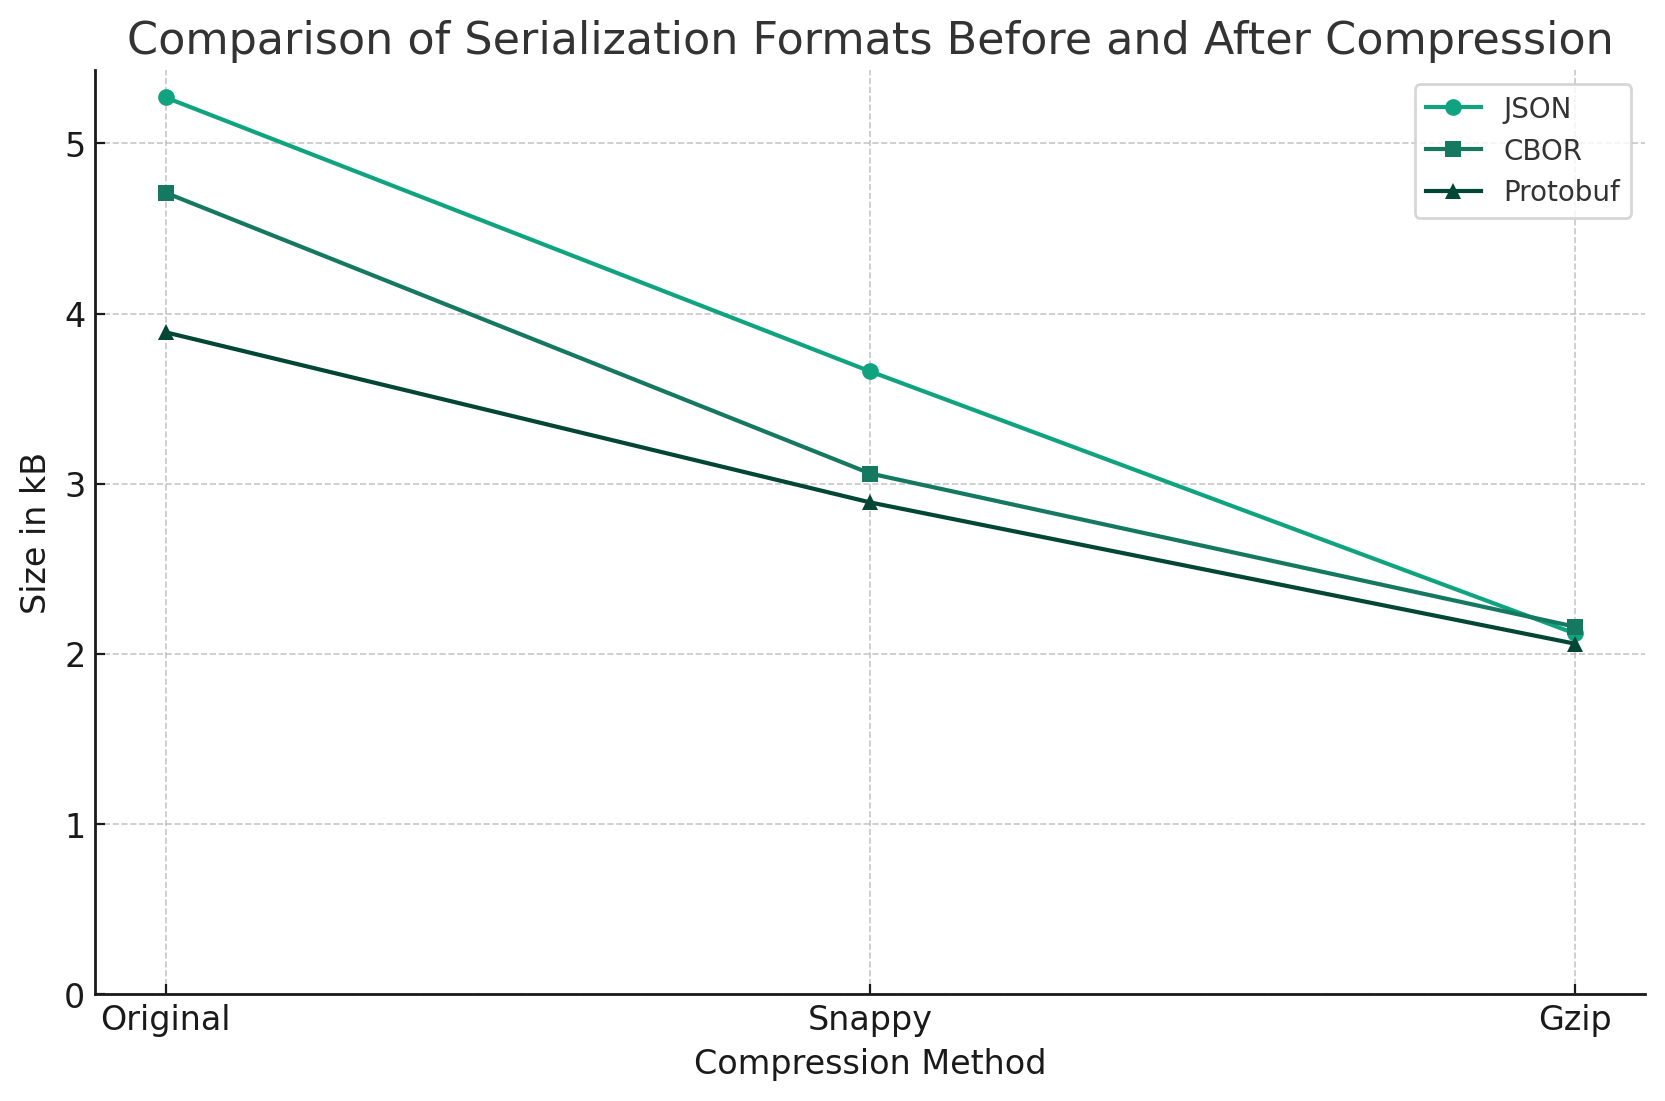 Comparison of Serialization Formats Before and After Compression
JSON
CBOR
Protobuf
5
4
3
2
1
0
Size in kB
Original
Snappy
Gzip
Compression Method